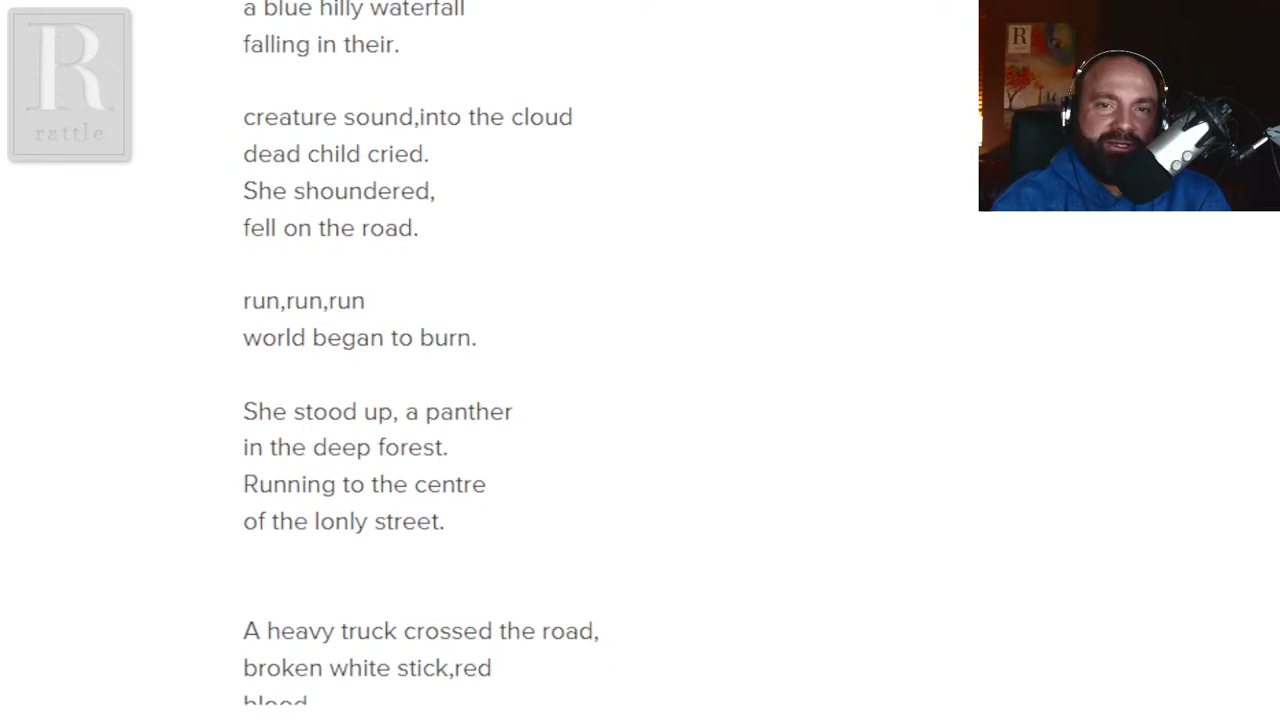 R
rattle
a blue hilly waterfall
falling in their.
creature sound,into the cloud
dead child cried.
She shoundered,
fell on the road.
run,run,run
world began to burn.
She stood up, a panther
in the deep forest.
Running to the centre
of the lonly street.
A heavy truck crossed the road,
broken white stick,red
blood
R